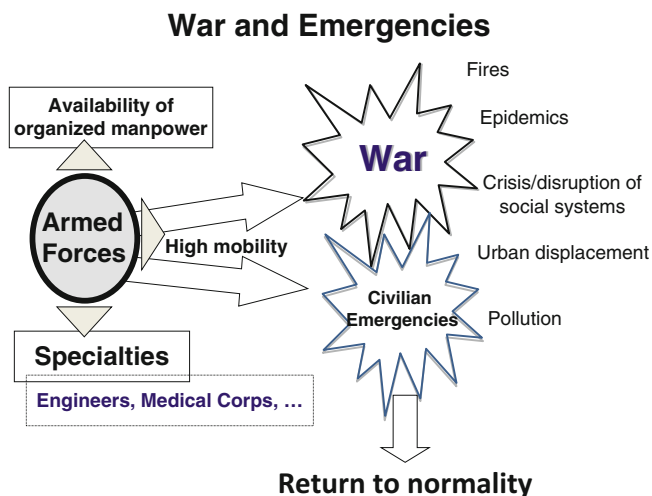 War and Emergencies
Availability of
organized manpower
Armed
Forces
High mobility
Specialties
Engineers, Medical Corps, …
War
Civilian
Emergencies
Fires
Epidemics
Crisis/disruption of
social systems
Urban displacement
Pollution
Return to normality